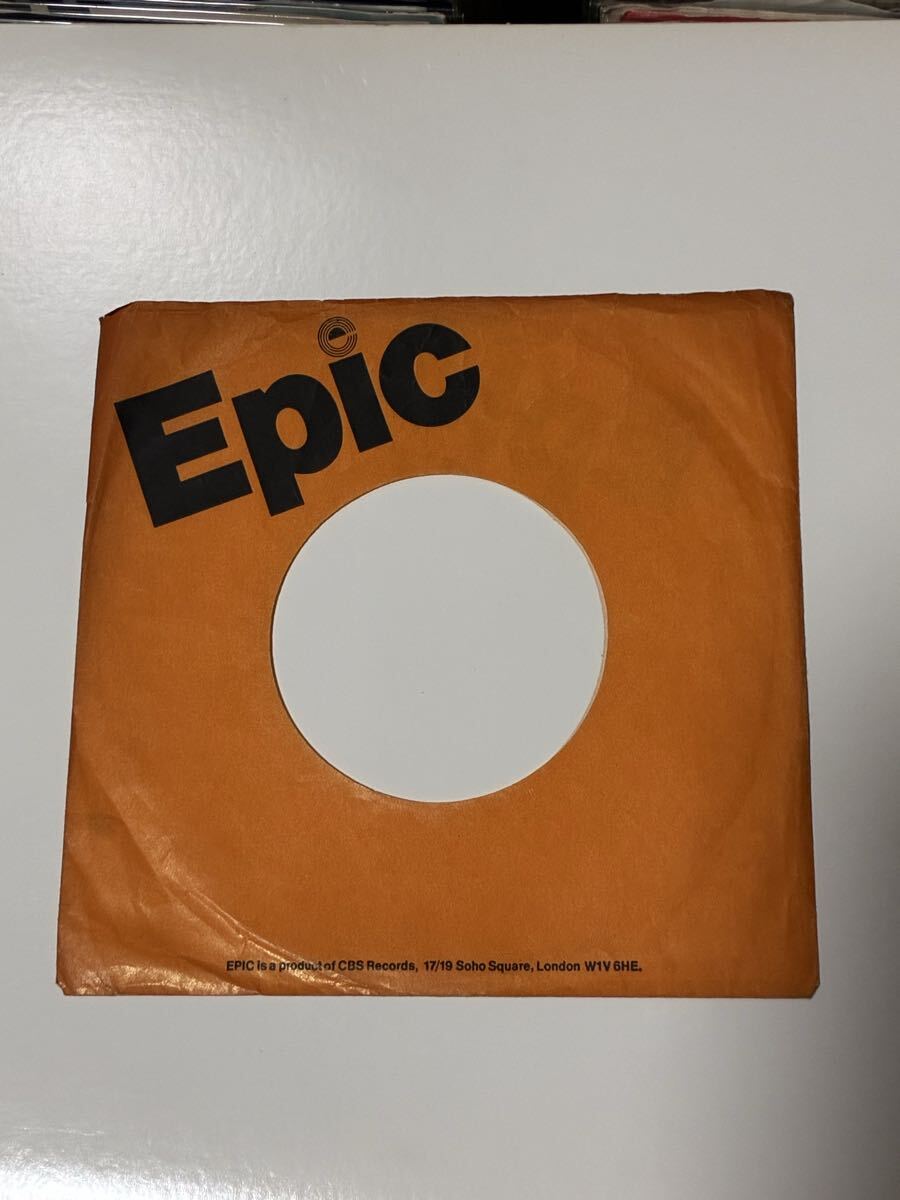 Epic
EPIC is a product of CBS Records, 17/19 Soho Square, London W1V 6HE.